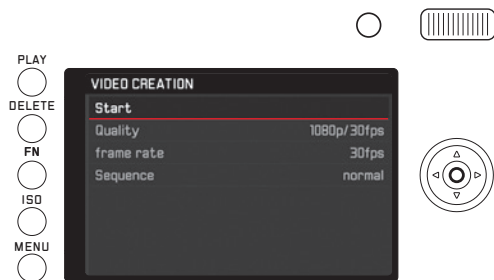 PLAY
DELETE
FN
ISO
MENU
VIDEO CREATION
Start
Quality 1080p/30fps
frame rate 30fps
Sequence normal